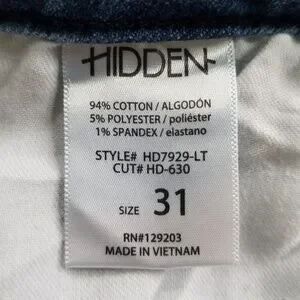 HIDDEN
94% COTTON / ALGODÓN
5% POLYESTER / poliéster
1% SPANDEX / elastano
STYLE# HD7929-LT
CUT# HD-630
SIZE 31
RN#129203
MADE IN VIETNAM